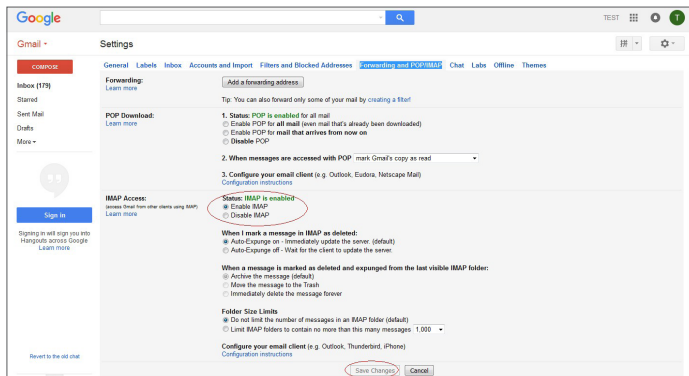 Google
TEST
T
Gmail
Settings
COMPOSE
Inbox (179)
Starred
Sent Mail
Drafts
More
Sign in
Signing in will sign you into
Hangouts across Google
Learn more
Revert to the old chat
General Labels Inbox Accounts and Import Filters and Blocked Addresses Forwarding and POP/IMAP Chat Labs Offline Themes
Forwarding:
Learn more
Add a forwarding address
Tip: You can also forward only some of your mail by creating a filter!
POP Download:
Learn more
1. Status: POP is enabled for all mail
Enable POP for all mail (even mail that's already been downloaded)
Enable POP for mail that arrives from now on
Disable POP
2. When messages are accessed with POP mark Gmail's copy as read
3. Configure your email client (e.g. Outlook, Eudora, Netscape Mail)
Configuration instructions
IMAP Access:
(access Gmail from other clients using IMAP)
Learn more
Status: IMAP is enabled
Enable IMAP
Disable IMAP
When I mark a message in IMAP as deleted:
Auto-Expunge on - Immediately update the server. (default)
Auto-Expunge off - Wait for the client to update the server.
When a message is marked as deleted and expunged from the last visible IMAP folder:
Archive the message (default)
Move the message to the Trash
Immediately delete the message forever
Folder Size Limits
Do not limit the number of messages in an IMAP folder (default)
Limit IMAP folders to contain no more than this many messages 1,000
Configure your email client (e.g. Outlook, Thunderbird, iPhone)
Configuration instructions
Save Changes Cancel